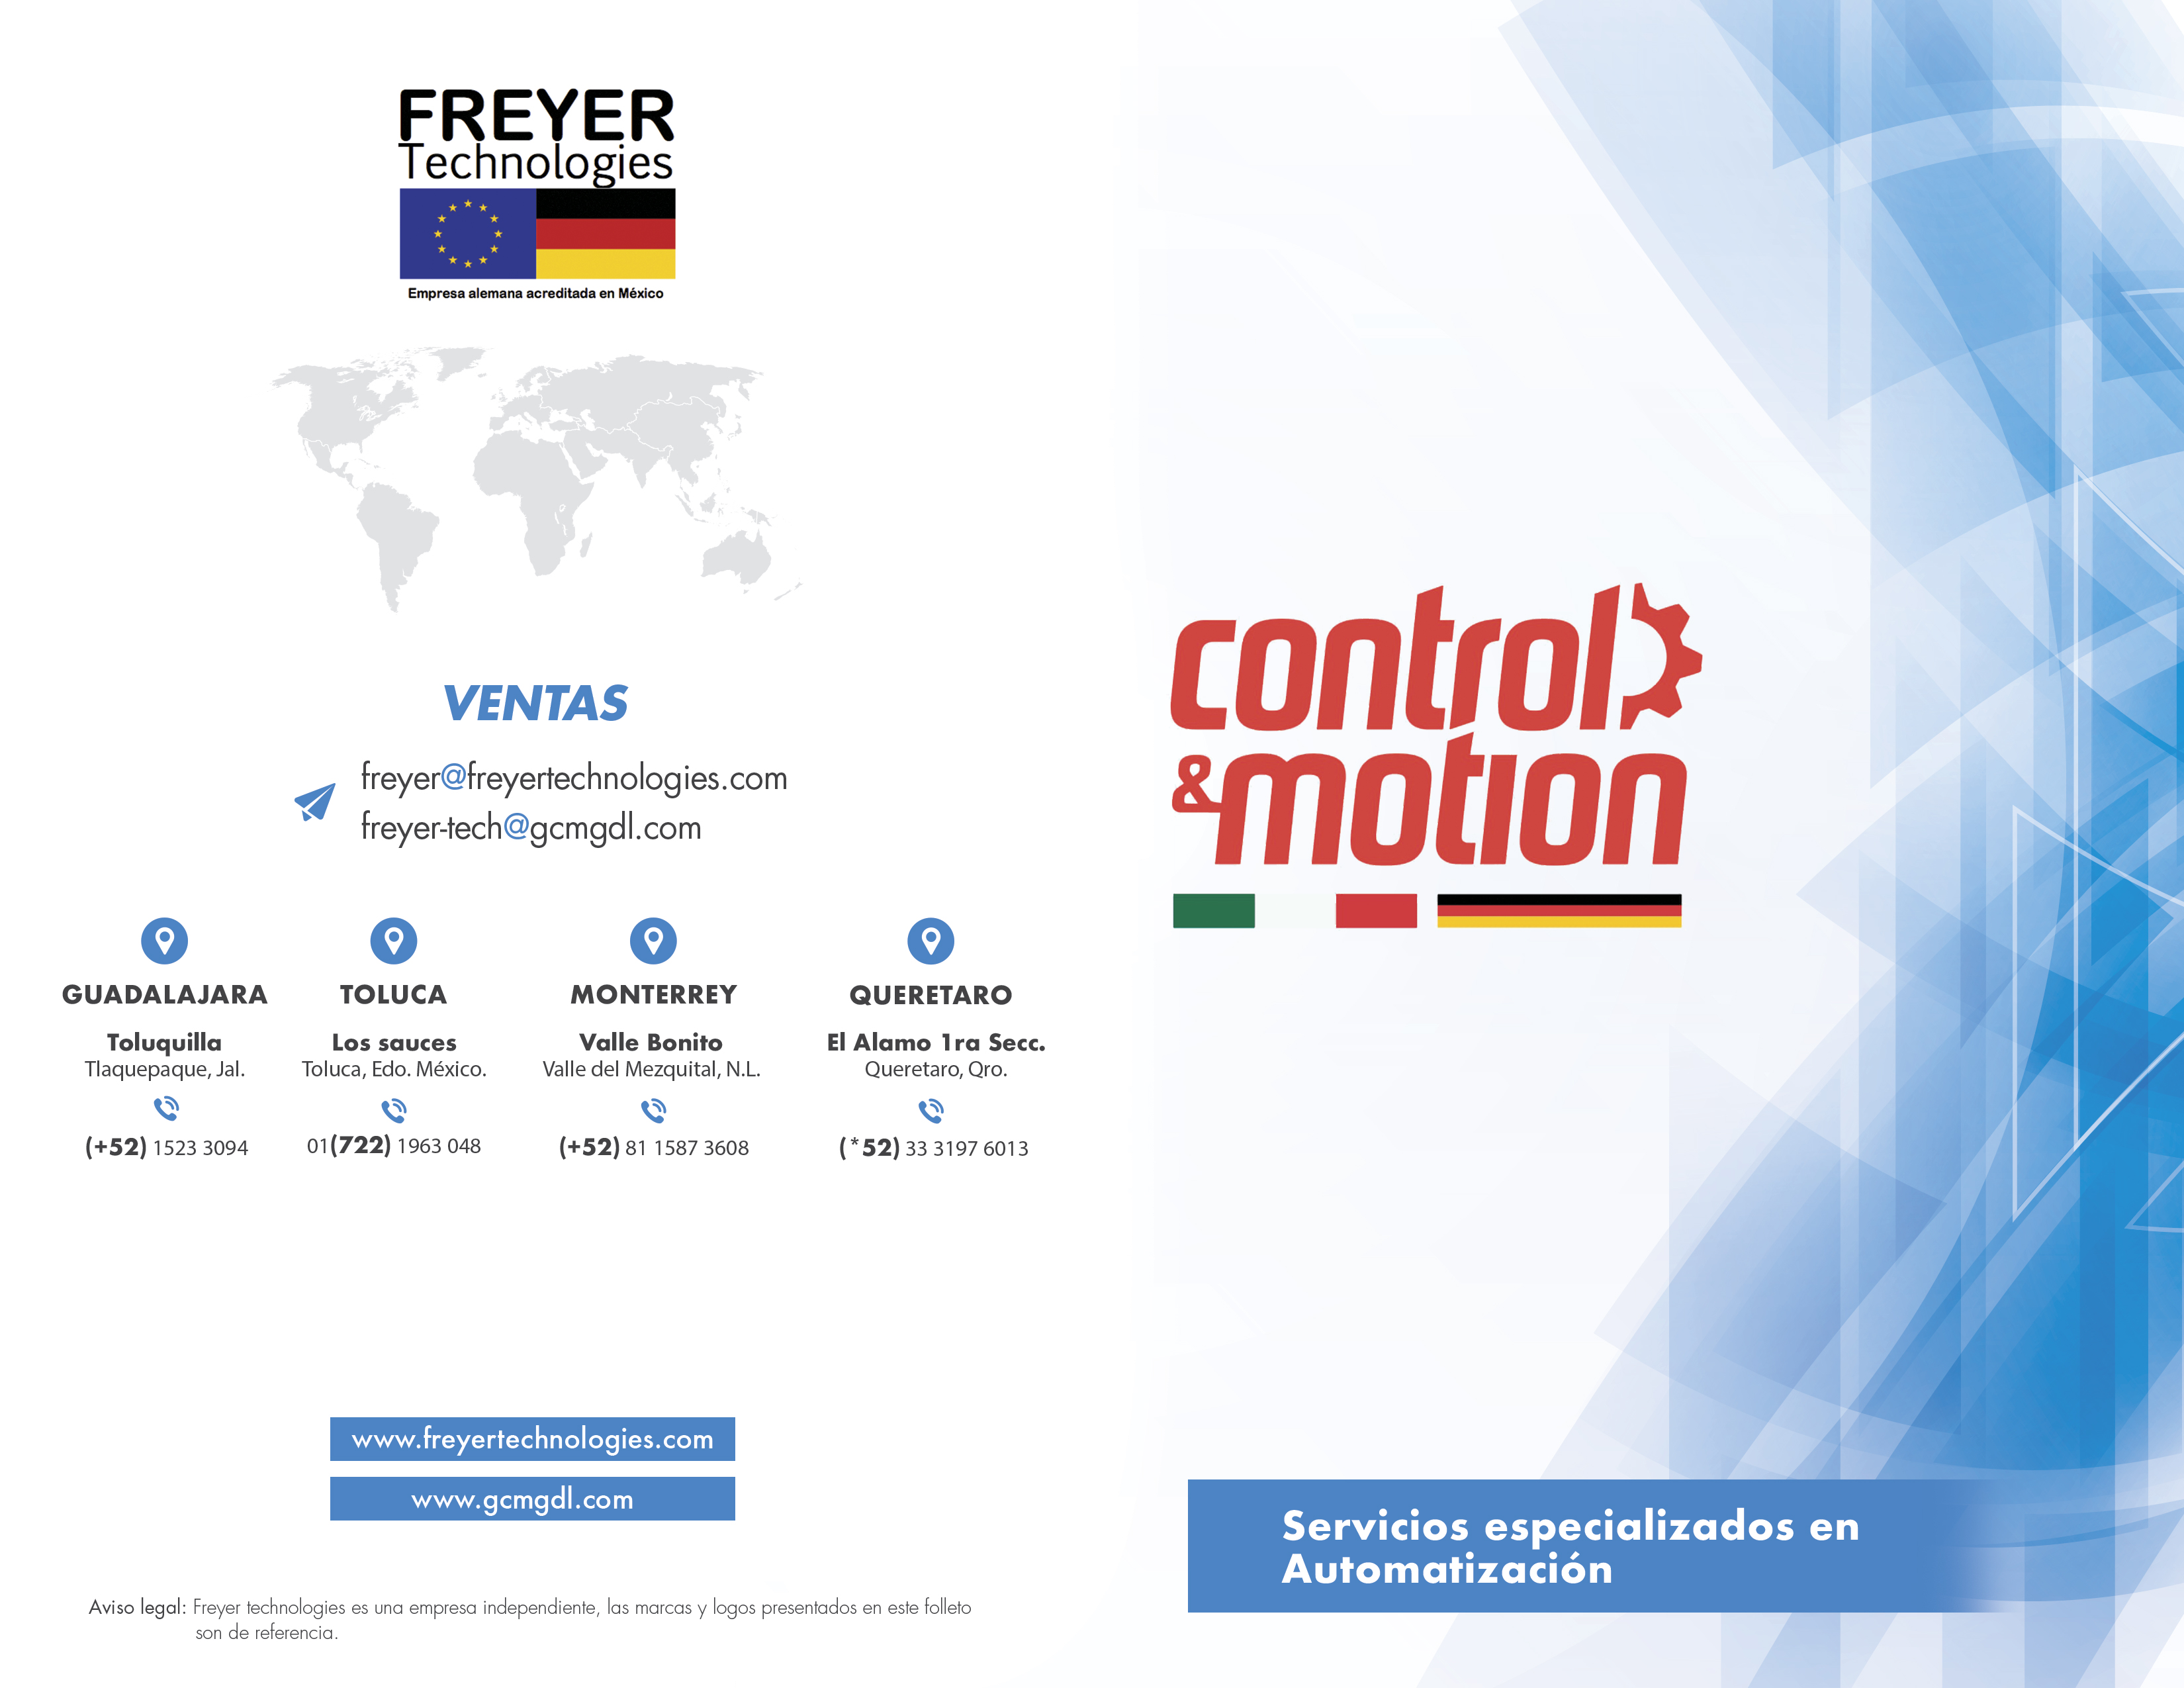 FREYER
Technologies
Empresa alemana acreditada en México
VENTAS
freyer@freyertechnologies.com
freyer-tech@gcmgdl.com
GUADALAJARA
Toluquilla
Tlaquepaque, Jal.
(+52) 1523 3094
TOLUCA
Los sauces
Toluca, Edo. México.
01(722) 1963 048
MONTERREY
Valle Bonito
Valle del Mezquital, N.L.
(+52) 81 1587 3608
QUERETARO
El Alamo 1ra Secc.
Queretaro, Qro.
(*52) 33 3197 6013
www.freyertechnologies.com
www.gcmgdl.com
Aviso legal: Freyer technologies es una empresa independiente, las marcas y logos presentados en este folleto
son de referencia.
control
&motion
Servicios especializados en
Automatización